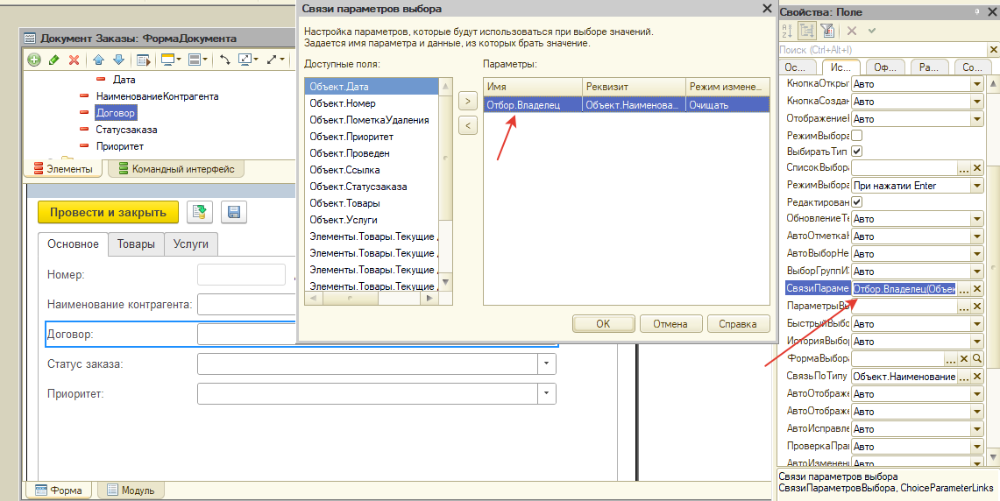 Документ Заказы: ФормаДокумента
Дата
НаименованиеКонтрагента
Договор
Статусзаказа
Приоритет
Элементы
Командный интерфейс
Провести и закрыть
Основное
Товары
Услуги
Номер:
Наименование контрагента:
Договор:
Статус заказа:
Приоритет:
Форма
Модуль
Связи параметров выбора
Настройка параметров, которые будут использоваться при выборе значений.
Задается имя параметра и данные, из которых брать значение.
Доступные поля:
Объект.Дата
Объект.Номер
Объект.ПометкаУдаления
Объект.Приоритет
Объект.Проведен
Объект.Ссылка
Объект.Статусзаказа
Объект.Товары
Объект.Услуги
Элементы.Товары.Текущие
Элементы.Товары.Текущие
Элементы.Товары.Текущие
Элементы.Товары.Текущие
Параметры:
Имя Реквизит Режим измене...
Отбор.Владелец Объект.Наименова... Очищать
>
<
OK
Отмена
Справка
Свойства: Поле
Поиск (Ctrl+Alt+I)
Ос...
Ис...
Оф...
Ра...
Со...
КнопкаОткры Авто
КнопкаСоздан Авто
Отображение Авто
РежимВыбора
ВыбиратьТип
СписокВыбор ...
РежимВыбора При нажатии Enter
Редактирован
ОбновлениеТе Авто
АвтоОтметка Авто
АвтоВыборНе Авто
ВыборГруппИ Авто
СвязиПараме Отбор.Владелец(Объек ...
ПараметрыВы ...
БыстрыйВыбо Авто
ИсторияВыбор Авто
ФормаВыбора ...
СвязьПоТипу Объект.Наименование ...
АвтоОтображе Авто
АвтоОтображе Авто
АвтоИсправле Авто
ПроверкаПра Авто
АвтоИзменен Авто
Связи параметров выбора
СвязиПараметровВыбора, ChoiceParameterLinks